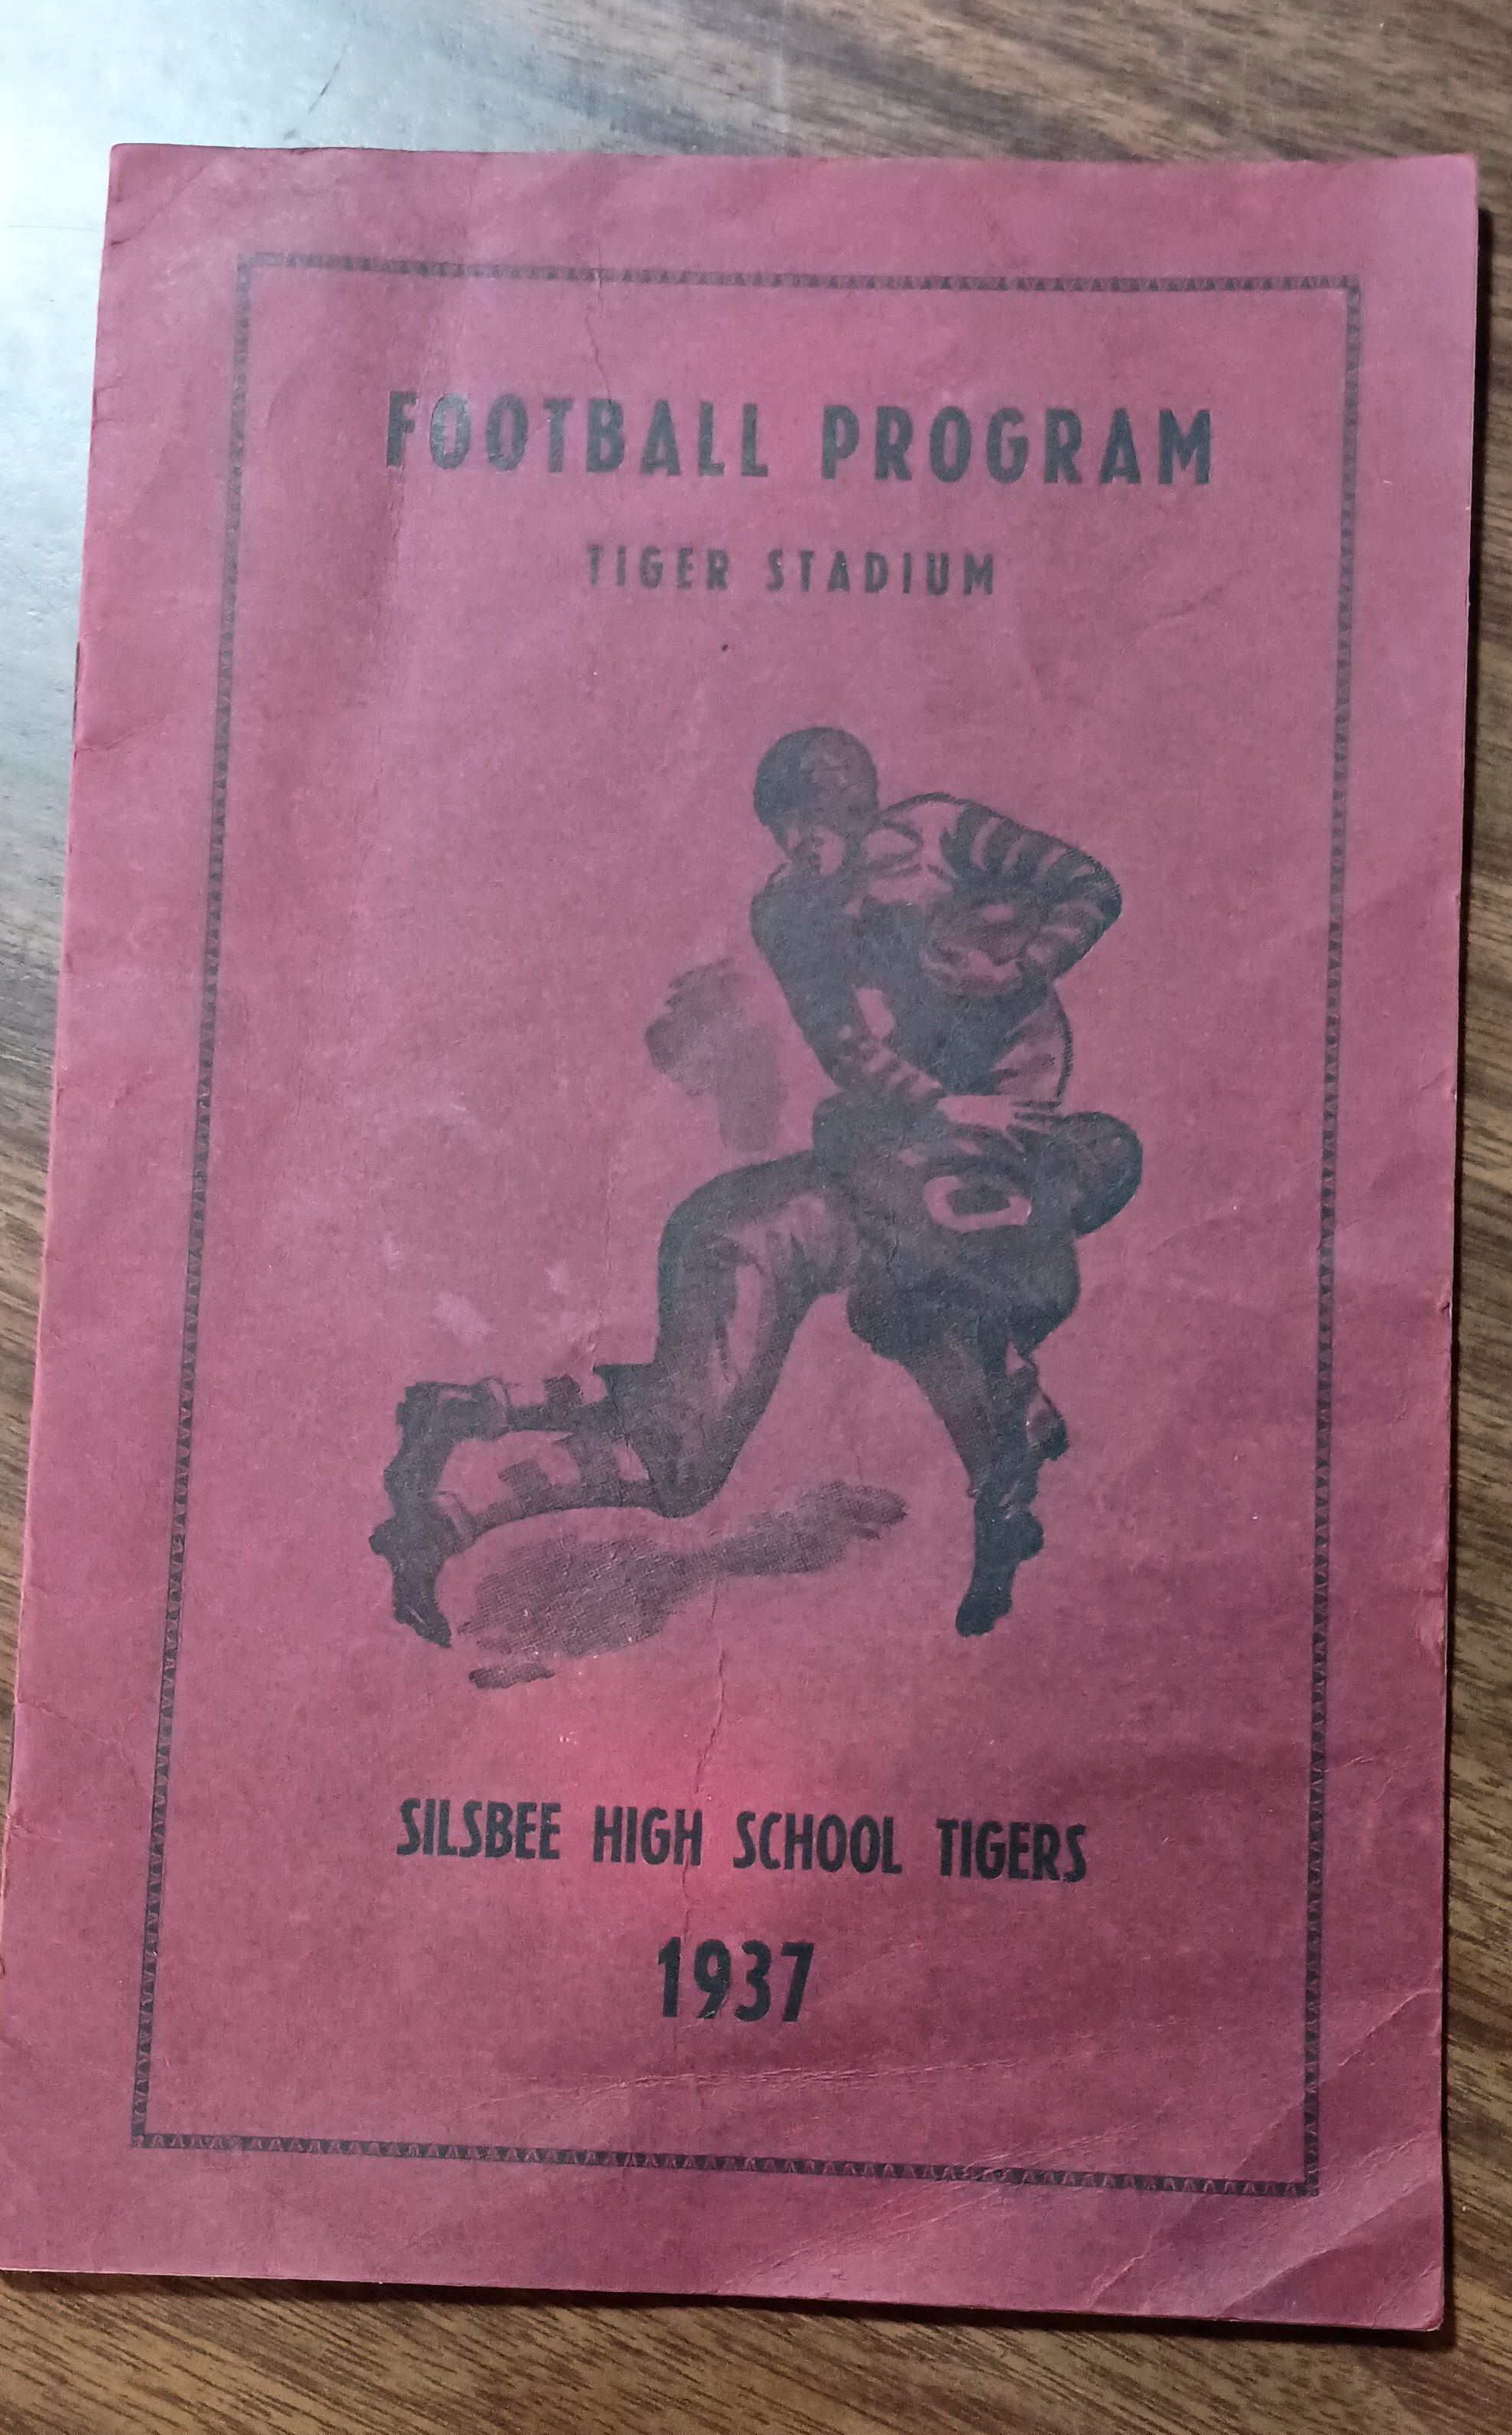 FOOTBALL PROGRAM
TIGER STADIUM
SILSBEE HIGH SCHOOL TIGERS
1937